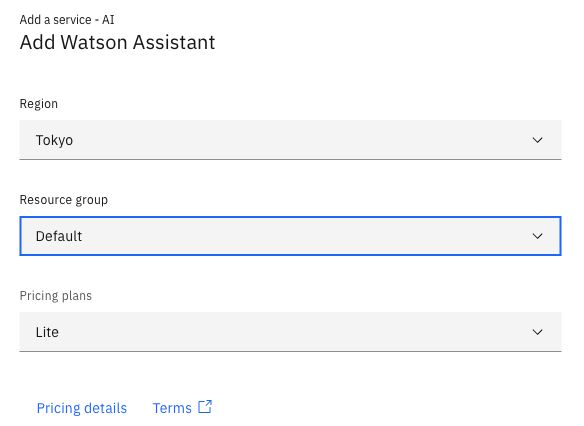 Add a service - AI
Add Watson Assistant
Region
Tokyo
Resource group
Default
Pricing plans
Lite
Pricing details Terms